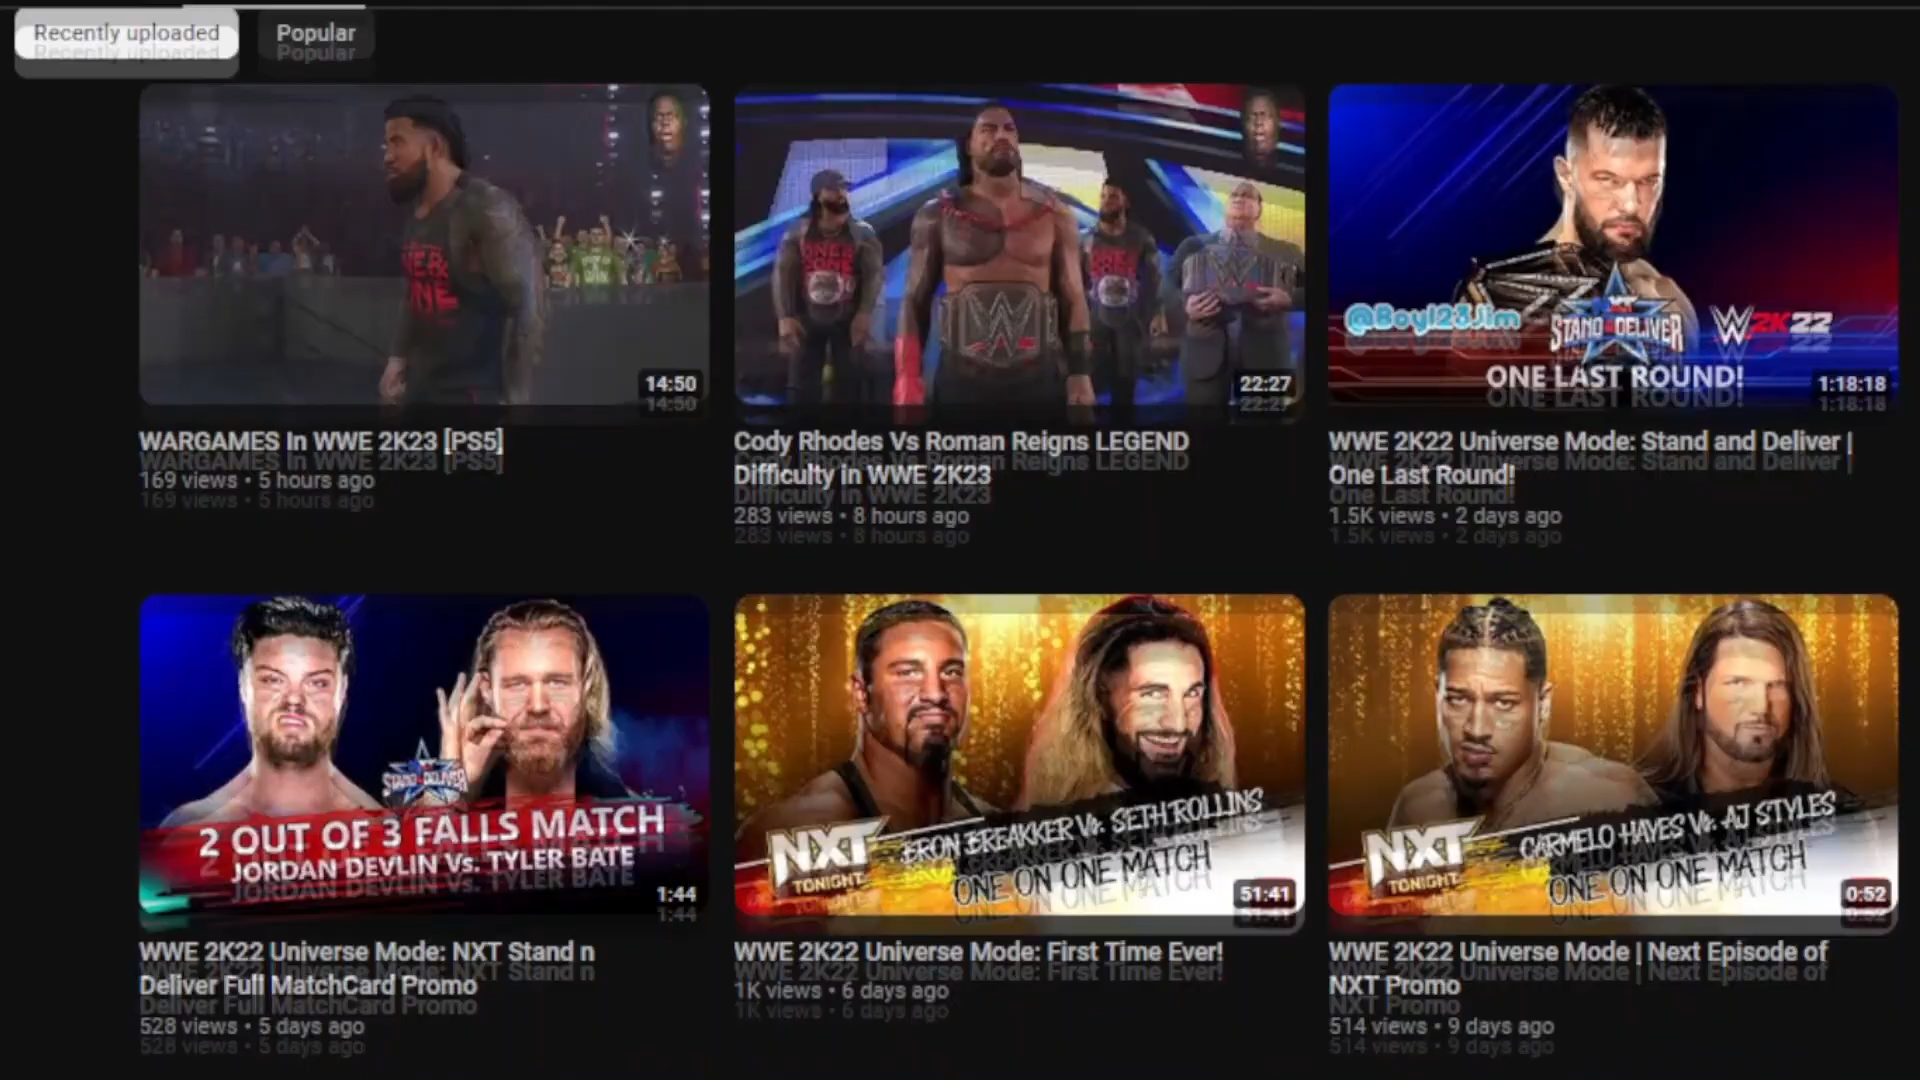 Recently uploaded
Popular
14:50
22:27
@Boy123Jim
STAND DELIVER
W2K22
ONE LAST ROUND!
1:18:18
WARGAMES In WWE 2K23 [PS5]
169 views • 5 hours ago
Cody Rhodes Vs Roman Reigns LEGEND
Difficulty in WWE 2K23
283 views • 8 hours ago
WWE 2K22 Universe Mode: Stand and Deliver |
One Last Round!
1.5K views • 2 days ago
STAND DELIVER
2 OUT OF 3 FALLS MATCH
JORDAN DEVLIN Vs. TYLER BATE
1:44
NXT
TONIGHT
BRON BREAKKER Vs. SETH ROLLINS
ONE ON ONE MATCH
51:41
NXT
TONIGHT
CARMELO HAYES Vs. AJ STYLES
ONE ON ONE MATCH
0:52
WWE 2K22 Universe Mode: NXT Stand n
Deliver Full MatchCard Promo
528 views • 5 days ago
WWE 2K22 Universe Mode: First Time Ever!
1K views • 6 days ago
WWE 2K22 Universe Mode | Next Episode of
NXT Promo
514 views • 9 days ago